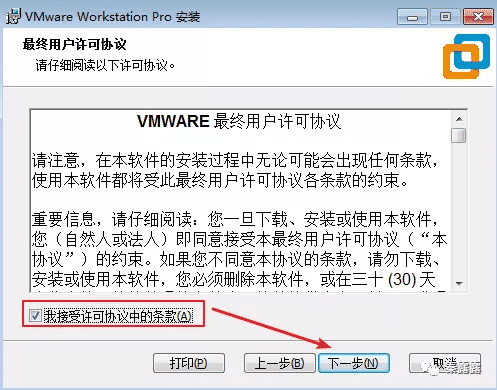 VMware Workstation Pro 安装
最终用户许可协议
请仔细阅读以下许可协议。
VMWARE 最终用户许可协议
请注意，在本软件的安装过程中无论可能会出现任何条款，
使用本软件都将受此最终用户许可协议各条款的约束。
重要信息，请仔细阅读：您一旦下载、安装或使用本软件，
您（自然人或法人）即同意接受本最终用户许可协议（“本
协议”）的约束。如果您不同意本协议的条款，请勿下载、
安装或使用本软件，您必须删除本软件，或在三十 (30) 天
我接受许可协议中的条款(A)
打印(P)
上一步(B)
下一步(N)
取消